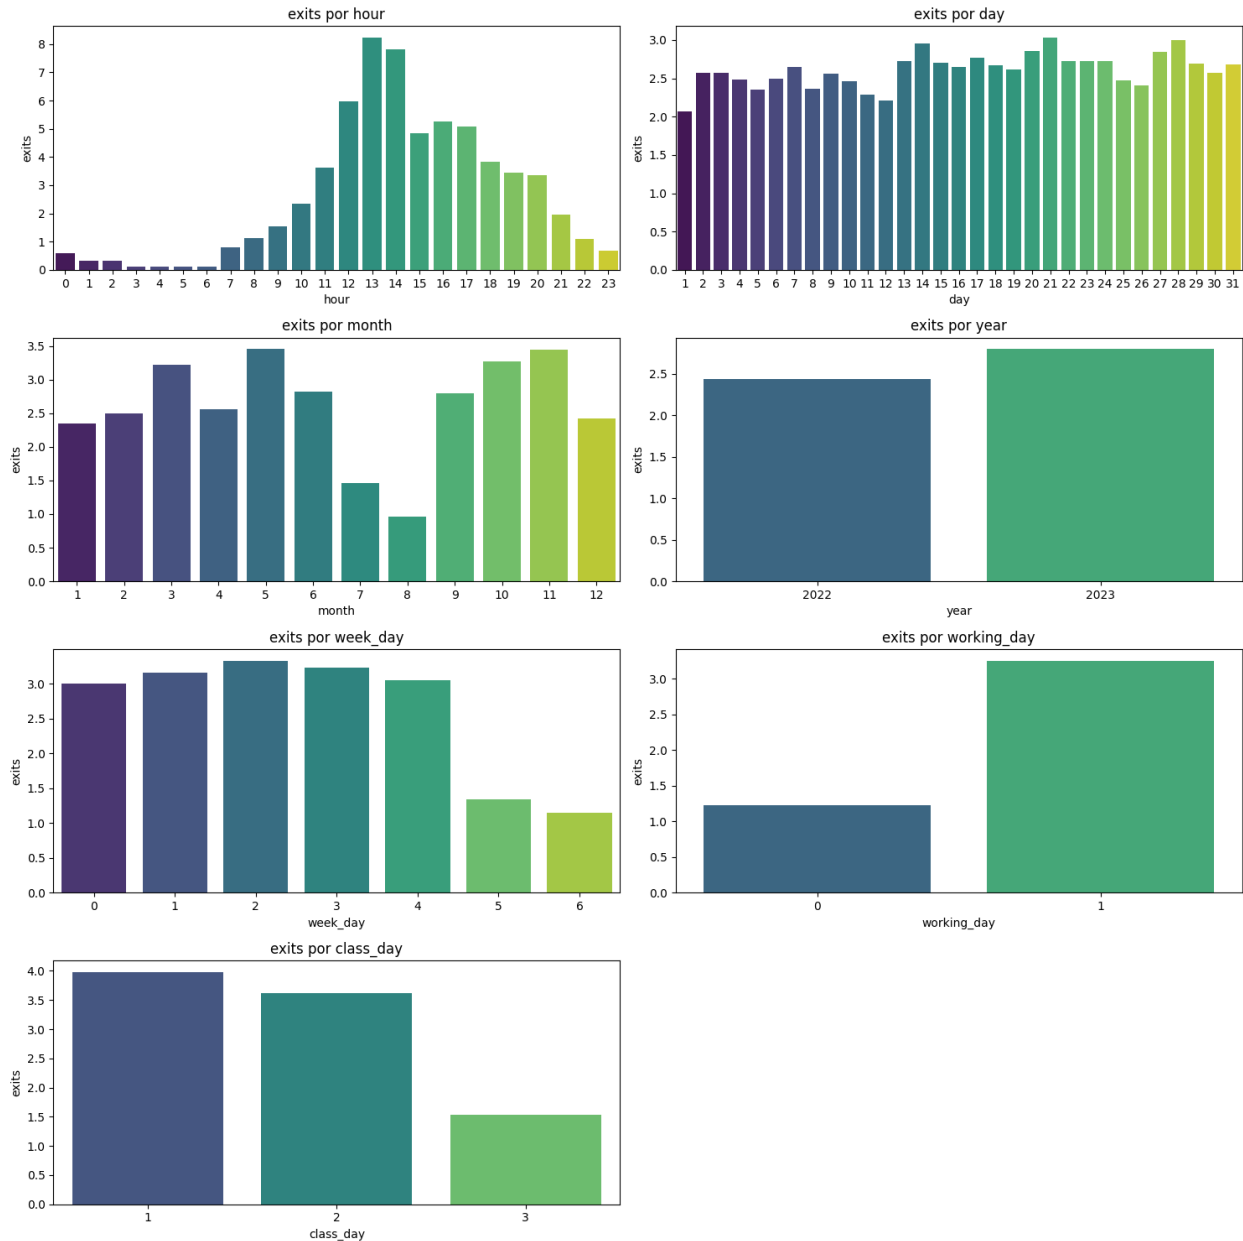 exits por hour
8
7
6
5
4
3
2
1
0
exits
0 1 2 3 4 5 6 7 8 9 10 11 12 13 14 15 16 17 18 19 20 21 22 23
hour
exits por day
3.0
2.5
2.0
1.5
1.0
0.5
0.0
exits
1 2 3 4 5 6 7 8 9 10 11 12 13 14 15 16 17 18 19 20 21 22 23 24 25 26 27 28 29 30 31
day
exits por month
3.5
3.0
2.5
2.0
1.5
1.0
0.5
0.0
exits
1 2 3 4 5 6 7 8 9 10 11 12
month
exits por year
2.5
2.0
1.5
1.0
0.5
0.0
exits
2022 2023
year
exits por week_day
3.0
2.5
2.0
1.5
1.0
0.5
0.0
exits
0 1 2 3 4 5 6
week_day
exits por working_day
3.0
2.5
2.0
1.5
1.0
0.5
0.0
exits
0 1
working_day
exits por class_day
4.0
3.5
3.0
2.5
2.0
1.5
1.0
0.5
0.0
exits
1 2 3
class_day